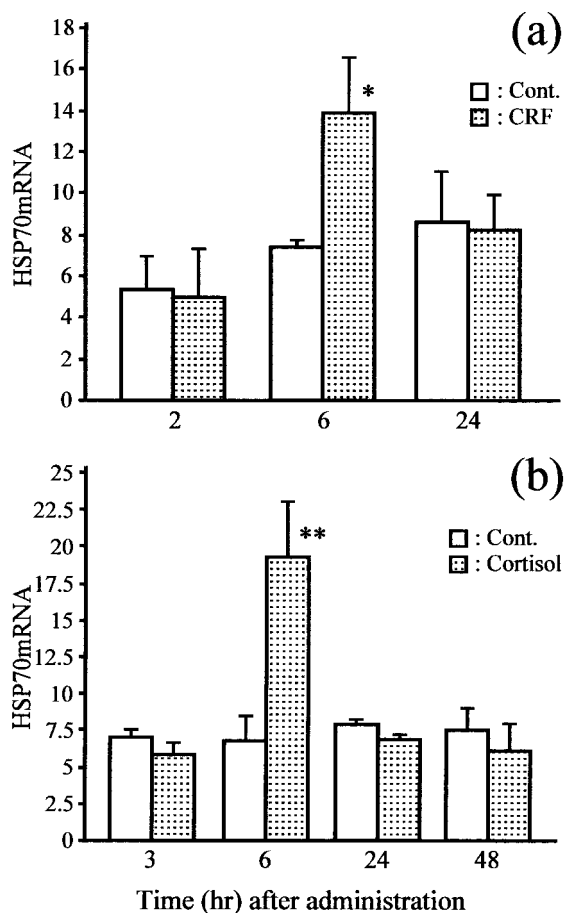 (a)
18
16
14
12
10
8
6
4
2
0
HSP70mRNA
: Cont.
: CRF
*
2 6 24
(b)
25
22.5
20
17.5
15
12.5
10
7.5
5
2.5
0
HSP70mRNA
: Cont.
: Cortisol
**
3 6 24 48
Time (hr) after administration